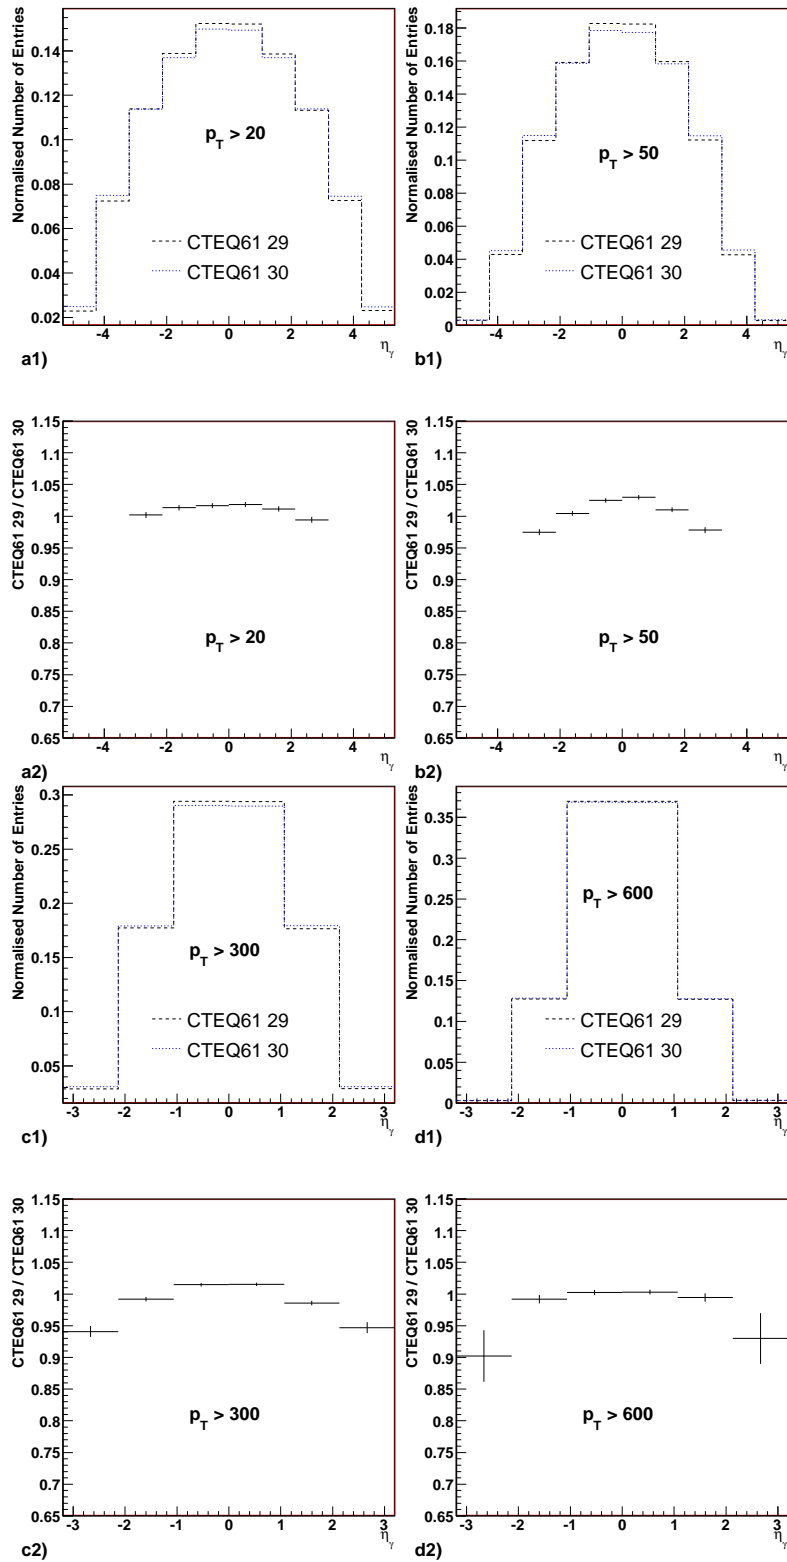 Normalised Number of Entries
0.14
0.12
0.1
0.08
0.06
0.04
0.02
p_T > 20
CTEQ61 29
CTEQ61 30
-4 -2 0 2 4
η_γ
a1)
Normalised Number of Entries
0.18
0.16
0.14
0.12
0.1
0.08
0.06
0.04
0.02
0
p_T > 50
CTEQ61 29
CTEQ61 30
-4 -2 0 2 4
η_γ
b1)
CTEQ61 29 / CTEQ61 30
1.15
1.1
1.05
1
0.95
0.9
0.85
0.8
0.75
0.7
0.65
p_T > 20
-4 -2 0 2 4
η_γ
a2)
CTEQ61 29 / CTEQ61 30
1.15
1.1
1.05
1
0.95
0.9
0.85
0.8
0.75
0.7
0.65
p_T > 50
-4 -2 0 2 4
η_γ
b2)
Normalised Number of Entries
0.3
0.25
0.2
0.15
0.1
0.05
p_T > 300
CTEQ61 29
CTEQ61 30
-3 -2 -1 0 1 2 3
η_γ
c1)
Normalised Number of Entries
0.35
0.3
0.25
0.2
0.15
0.1
0.05
0
p_T > 600
CTEQ61 29
CTEQ61 30
-3 -2 -1 0 1 2 3
η_γ
d1)
CTEQ61 29 / CTEQ61 30
1.15
1.1
1.05
1
0.95
0.9
0.85
0.8
0.75
0.7
0.65
p_T > 300
-3 -2 -1 0 1 2 3
η_γ
c2)
CTEQ61 29 / CTEQ61 30
1.15
1.1
1.05
1
0.95
0.9
0.85
0.8
0.75
0.7
0.65
p_T > 600
-3 -2 -1 0 1 2 3
η_γ
d2)